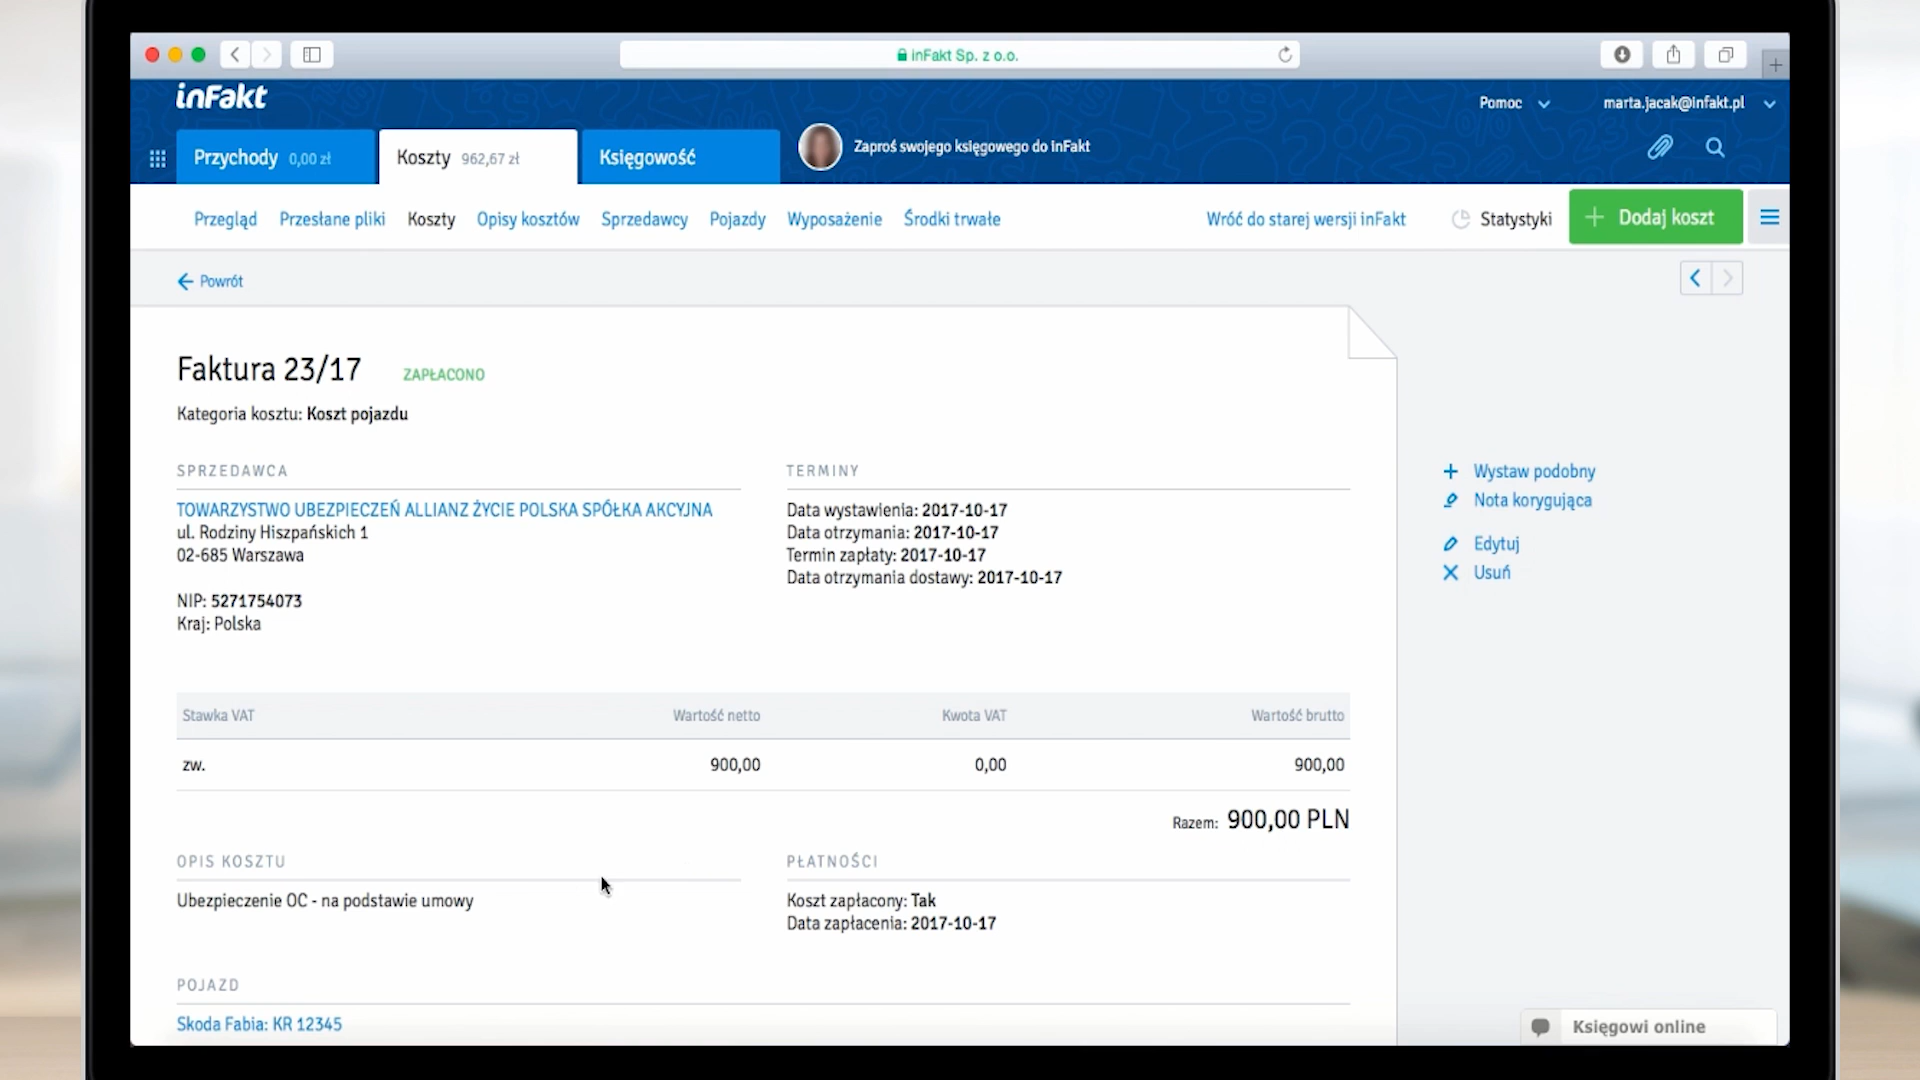 inFakt Sp. z o.o.
inFakt
Pomoc
marta.jacak@infakt.pl
Przychody 0,00 zł
Koszty 962,67 zł
Księgowość
Zaproś swojego księgowego do inFakt
Przegląd
Przesłane pliki
Koszty
Opisy kosztów
Sprzedawcy
Pojazdy
Wyposażenie
Środki trwałe
Wróć do starej wersji inFakt
Statystyki
Dodaj koszt
Powrót
Faktura 23/17
ZAPŁACONO
Kategoria kosztu: Koszt pojazdu
SPRZEDAWCA
TOWARZYSTWO UBEZPIECZEŃ ALLIANZ ŻYCIE POLSKA SPÓŁKA AKCYJNA
ul. Rodziny Hiszpańskich 1
02-685 Warszawa
NIP: 5271754073
Kraj: Polska
TERMINY
Data wystawienia: 2017-10-17
Data otrzymania: 2017-10-17
Termin zapłaty: 2017-10-17
Data otrzymania dostawy: 2017-10-17
Wystaw podobny
Nota korygująca
Edytuj
Usuń
Stawka VAT Wartość netto Kwota VAT Wartość brutto
zw. 900,00 0,00 900,00
Razem: 900,00 PLN
OPIS KOSZTU
Ubezpieczenie OC - na podstawie umowy
PŁATNOŚCI
Koszt zapłacony: Tak
Data zapłacenia: 2017-10-17
POJAZD
Skoda Fabia: KR 12345
Księgowi online